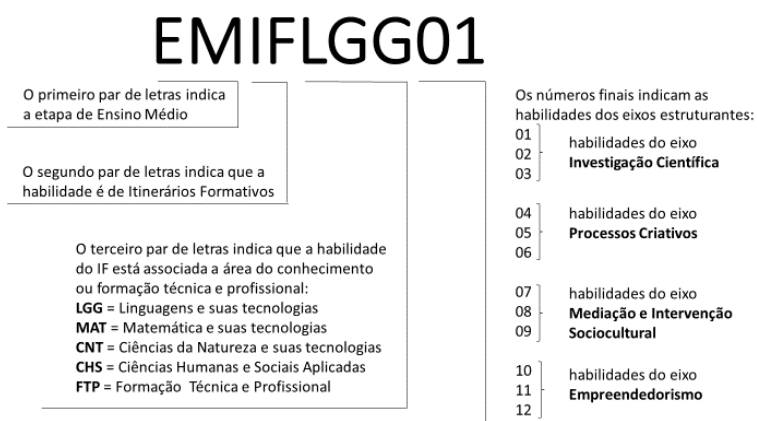 EMIFLGG01
O primeiro par de letras indica
a etapa de Ensino Médio
O segundo par de letras indica que a
habilidade é de Itinerários Formativos
O terceiro par de letras indica que a habilidade
do IF está associada a área do conhecimento
ou formação técnica e profissional:
LGG = Linguagens e suas tecnologias
MAT = Matemática e suas tecnologias
CNT = Ciências da Natureza e suas tecnologias
CHS = Ciências Humanas e Sociais Aplicadas
FTP = Formação Técnica e Profissional
Os números finais indicam as
habilidades dos eixos estruturantes:
01
02
03
habilidades do eixo
Investigação Científica
04
05
06
habilidades do eixo
Processos Criativos
07
08
09
habilidades do eixo
Mediação e Intervenção
Sociocultural
10
11
12
habilidades do eixo
Empreendedorismo